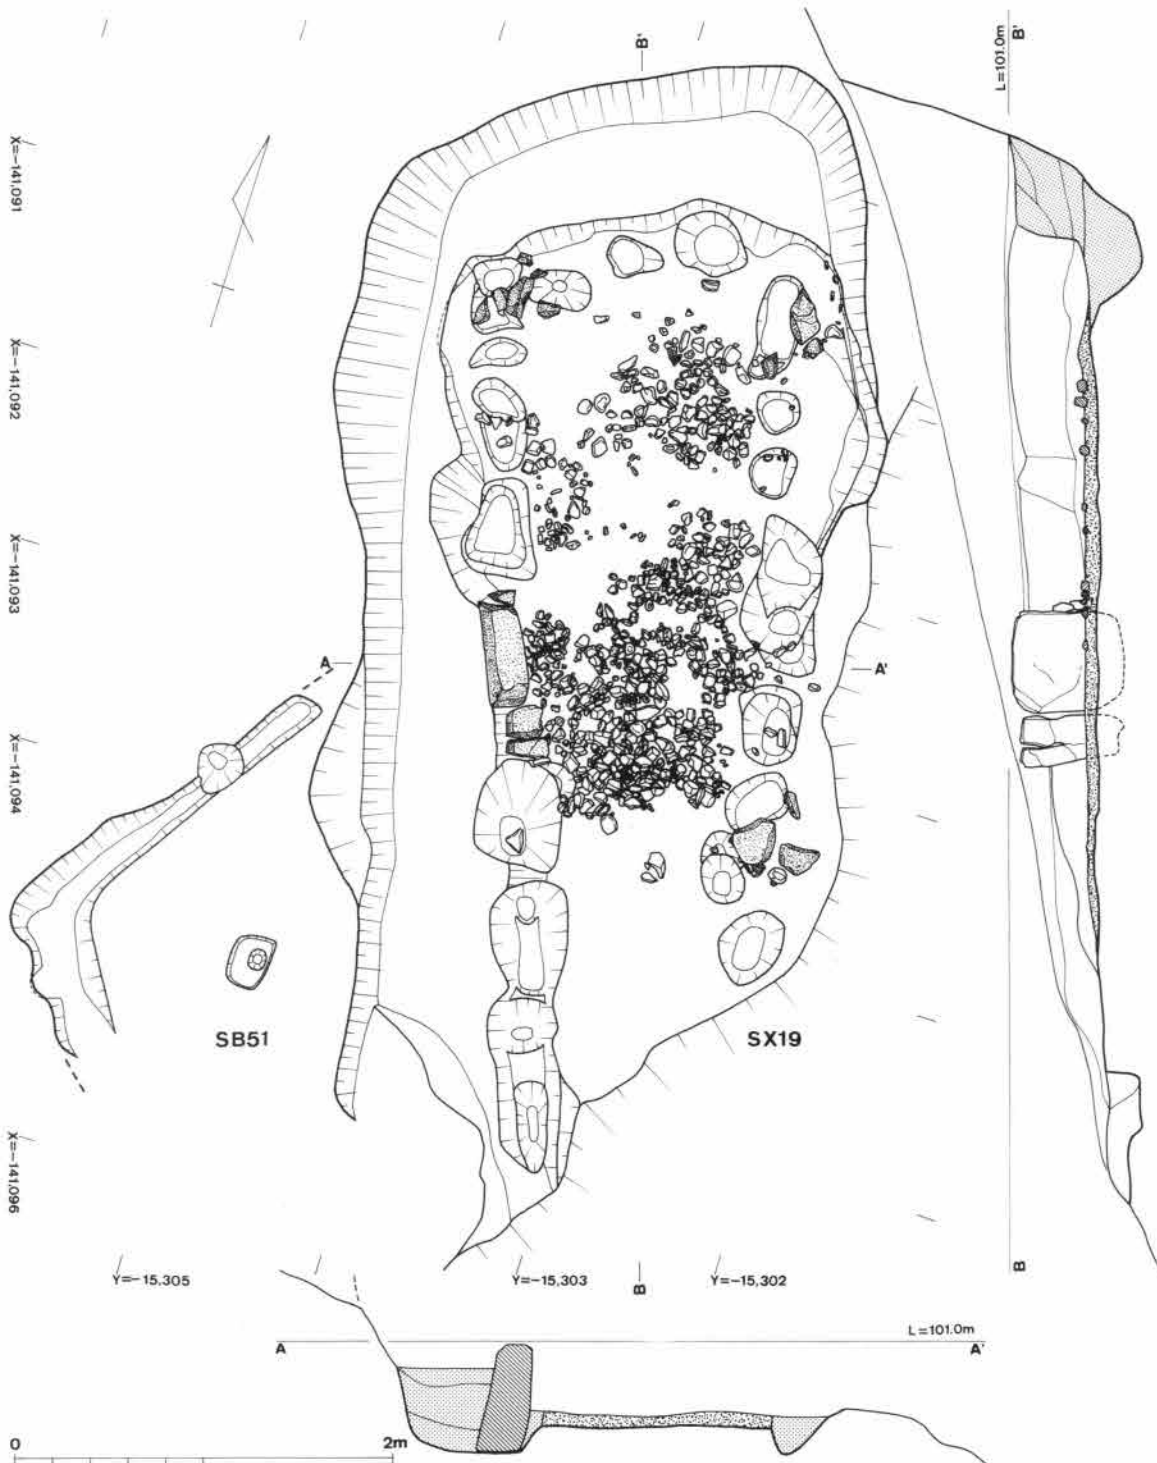 B'
L=101.0m
B'
X=-141,091
X=-141,092
X=-141,093
A
A'
X=-141,094
SB51
SX19
X=-141,096
Y=-15.305
Y=-15,303
B
Y=-15,302
B
L=101.0m
A
A'
0
2m